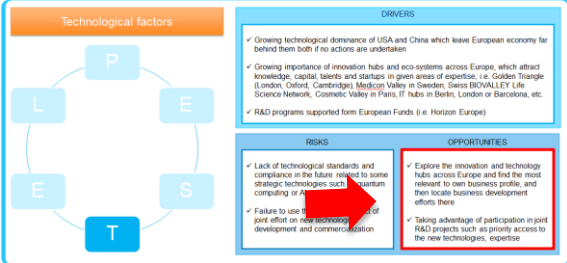 Technological factors
P
E
S
T
E
L
DRIVERS
✓ Growing technological dominance of USA and China which leave European economy far
behind them both if no actions are undertaken
✓ Growing importance of innovation hubs and eco-systems across Europe, which attract
knowledge, capital, talents and startups in given areas of expertise, i.e. Golden Triangle
(London, Oxford, Cambridge), Medicon Valley in Sweden, Swiss BIOVALLEY Life
Science Network, Cosmetic Valley in Paris, IT hubs in Berlin, London or Barcelona, etc.
✓ R&D programs supported form European Funds (i.e. Horizon Europe)
RISKS
✓ Lack of technological standards and
compliance in the future related to some
strategic technologies such quantum
computing or
✓ Failure to use of
joint effort on new
development and commercialization
OPPORTUNITIES
✓ Explore the innovation and technology
hubs across Europe and find the most
relevant to own business profile, and
then locate business development
efforts there
✓ Taking advantage of participation in joint
R&D projects such as priority access to
the new technologies, expertise